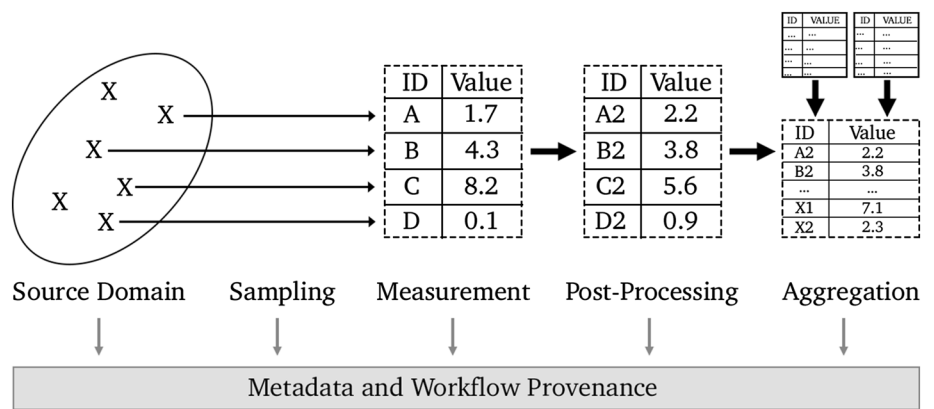 ID VALUE ID VALUE
... ... ... ...
... ... ... ...
... ... ... ...
... ... ... ...
X
X
X
X
X
X
ID Value
A 1.7
B 4.3
C 8.2
D 0.1
ID Value
A2 2.2
B2 3.8
C2 5.6
D2 0.9
ID Value
A2 2.2
B2 3.8
... ...
X1 7.1
X2 2.3
Source Domain Sampling Measurement Post-Processing Aggregation
Metadata and Workflow Provenance